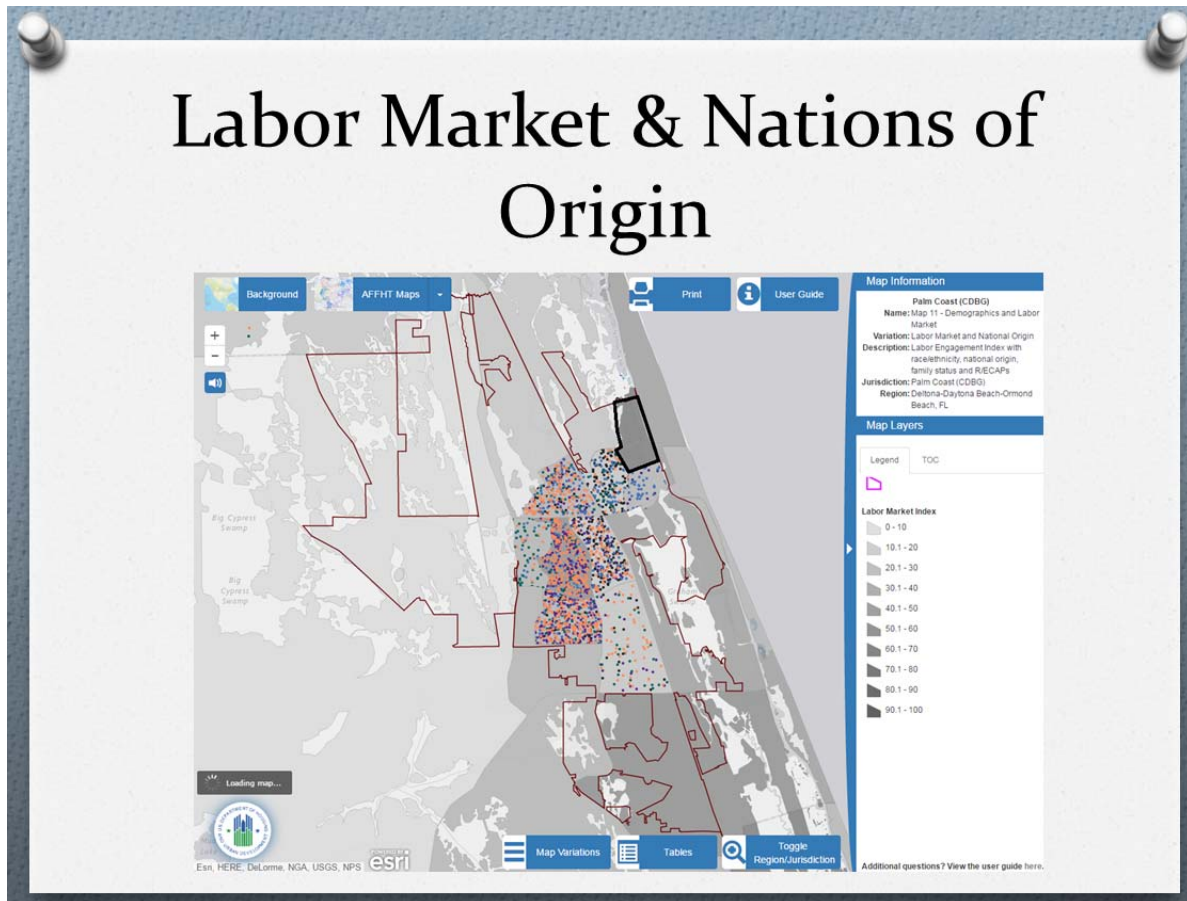 Labor Market & Nations of
Origin
Background
AFFHT Maps
Print
User Guide
+
−
Big Cypress
Swamp
Big
Cypress
Swamp
Loading map...
POWERED BY
esri
Esri, HERE, DeLorme, NGA, USGS, NPS
Map Variations
Tables
Toggle
Region/Jurisdiction
Map Information
Palm Coast (CDBG)
Name: Map 11 - Demographics and Labor
Market
Variation: Labor Market and National Origin
Description: Labor Engagement Index with
race/ethnicity, national origin,
family status and R/ECAPs
Jurisdiction: Palm Coast (CDBG)
Region: Deltona-Daytona Beach-Ormond
Beach, FL
Map Layers
Legend TOC
Labor Market Index
0 - 10
10.1 - 20
20.1 - 30
30.1 - 40
40.1 - 50
50.1 - 60
60.1 - 70
70.1 - 80
80.1 - 90
90.1 - 100
Additional questions? View the user guide here.